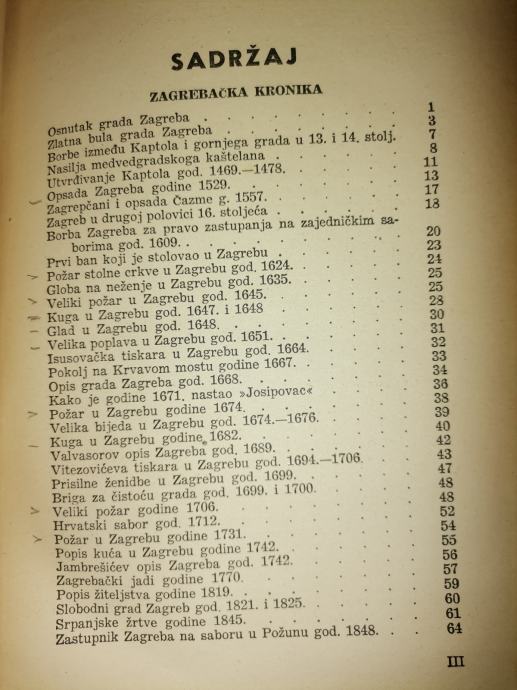 SADRŽAJ
ZAGREBAČKA KRONIKA
Osnutak grada Zagreba . . . . . . . 1
Zlatna bula grada Zagreba . . . . . . 3
Borbe između Kaptola i gornjega grada u 13. i 14. stolj. 7
Nasilja medvedgradskoga kaštelana . . . . . 8
Utvrđivanje Kaptola god. 1469.—1478. . . . . 11
Opsada Zagreba godine 1529. . . . . . 13
Zagrepčani i opsada Čazme g. 1557. . . . . 17
Zagreb u drugoj polovici 16. stoljeća . . . . 18
Borba Zagreba za pravo zastupanja na zajedničkim sa-
borima god. 1609. . . . . . . . 20
Prvi ban koji je stolovao u Zagrebu . . . . 23
Požar stolne crkve u Zagrebu god. 1624. . . . 24
Globa na neženje u Zagrebu god. 1635. . . . 25
Veliki požar u Zagrebu god. 1645. . . . . 25
Kuga u Zagrebu god. 1647. i 1648 . . . . 28
Glad u Zagrebu god. 1648. . . . . . 30
Velika poplava u Zagrebu god. 1651. . . . . 31
Isusovačka tiskara u Zagrebu god. 1664. . . . 32
Pokolj na Krvavom mostu godine 1667. . . . 33
Opis grada Zagreba god. 1668. . . . . . 34
Kako je godine 1671. nastao »Josipovac« . . . 36
Požar u Zagrebu godine 1674. . . . . . 38
Velika bijeda u Zagrebu god. 1674.—1676. . . . 39
Kuga u Zagrebu godine 1682. . . . . . 40
Valvasorov opis Zagreba god. 1689. . . . . 42
Vitezovićeva tiskara u Zagrebu god. 1694.—1706. . . 43
Prisilne ženidbe u Zagrebu god. 1699. . . . 47
Briga za čistoću grada god. 1699. i 1700. . . . 48
Veliki požar godine 1706. . . . . . . 48
Hrvatski sabor god. 1712. . . . . . . 52
Požar u Zagrebu godine 1731. . . . . . 54
Popis kuća u Zagrebu godine 1742. . . . . 55
Jambrešićev opis Zagreba god. 1742. . . . . 56
Zagrebački jadi godine 1770. . . . . . 57
Popis žiteljstva godine 1819. . . . . . 59
Slobodni grad Zagreb god. 1821. i 1825. . . . 60
Srpanjske žrtve godine 1845. . . . . . 61
Zastupnik Zagreba na saboru u Požunu god. 1848. . . 64
III